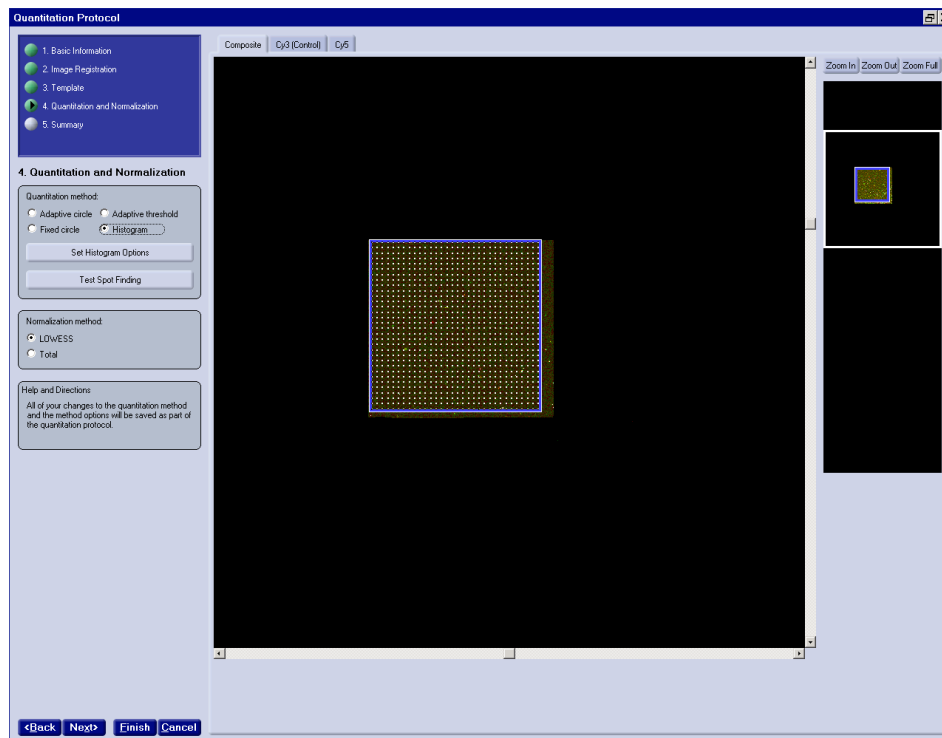 Quantitation Protocol
1. Basic Information
2. Image Registration
3. Template
4. Quantitation and Normalization
5. Summary
4. Quantitation and Normalization
Quantitation method:
Adaptive circle Adaptive threshold
Fixed circle Histogram
Set Histogram Options
Test Spot Finding
Normalization method:
LOWESS
Total
Help and Directions
All of your changes to the quantitation method
and the method options will be saved as part of
the quantitation protocol.
<Back Next> Finish Cancel
Composite Cy3 (Control) Cy5
Zoom In Zoom Out Zoom Full